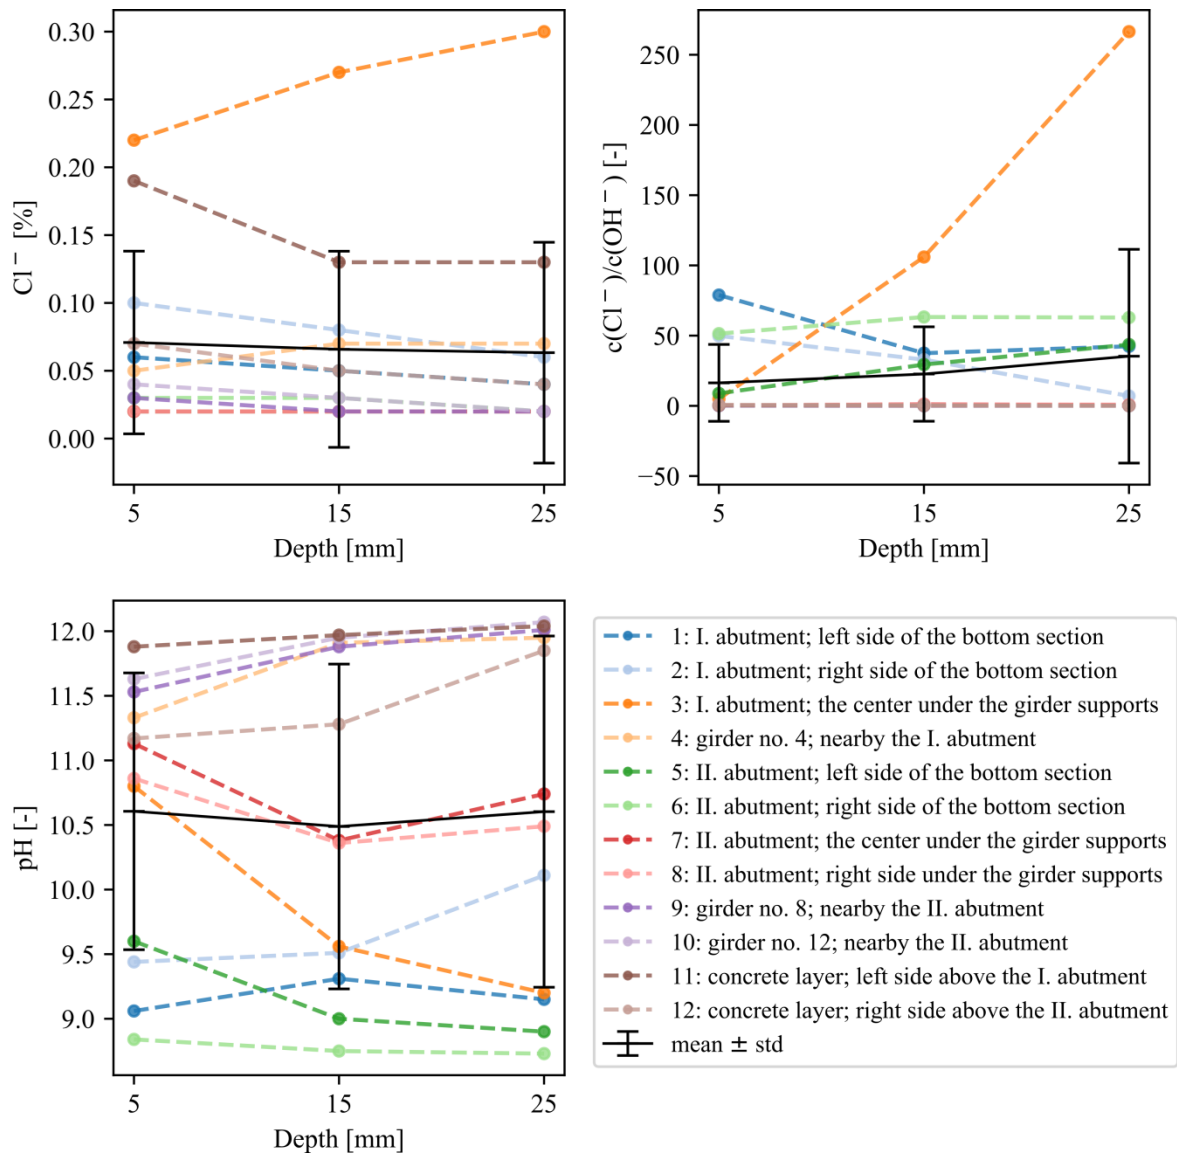 0.30
0.25
0.20
0.15
0.10
0.05
0.00
Cl⁻ [%]
5
15
25
Depth [mm]
250
200
150
100
50
0
−50
c(Cl⁻)/c(OH⁻) [-]
5
15
25
Depth [mm]
12.0
11.5
11.0
10.5
10.0
9.5
9.0
pH [-]
5
15
25
Depth [mm]
1: I. abutment; left side of the bottom section
2: I. abutment; right side of the bottom section
3: I. abutment; the center under the girder supports
4: girder no. 4; nearby the I. abutment
5: II. abutment; left side of the bottom section
6: II. abutment; right side of the bottom section
7: II. abutment; the center under the girder supports
8: II. abutment; right side under the girder supports
9: girder no. 8; nearby the II. abutment
10: girder no. 12; nearby the II. abutment
11: concrete layer; left side above the I. abutment
12: concrete layer; right side above the II. abutment
mean ± std